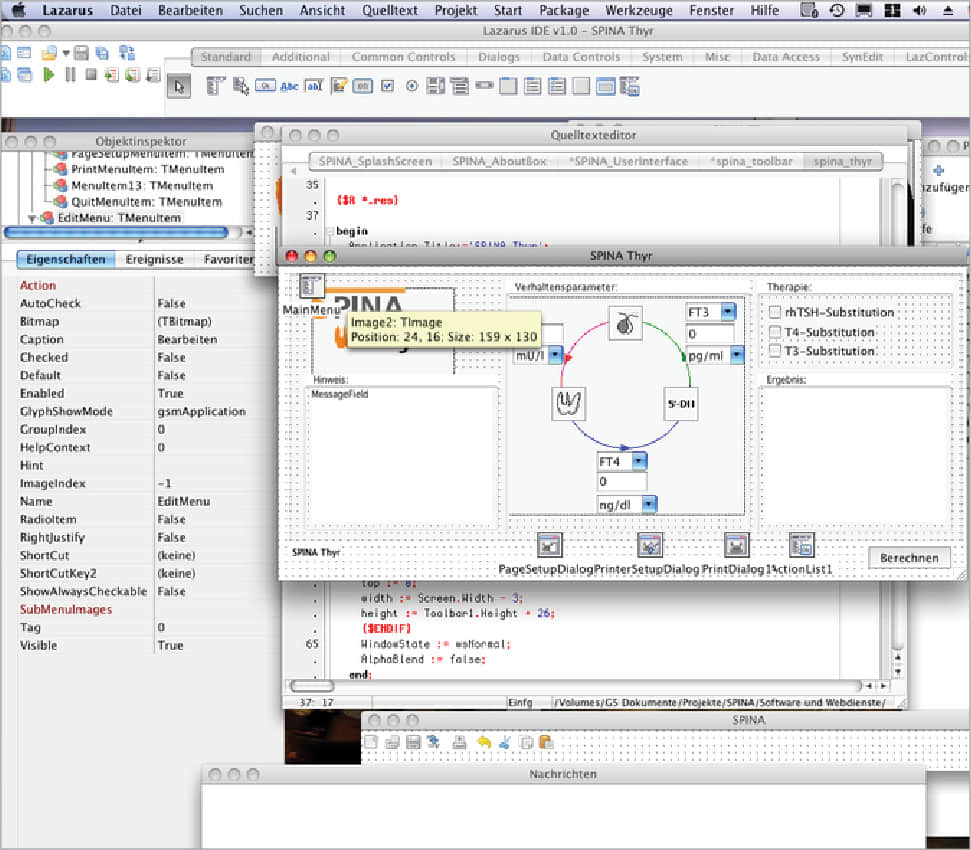 Lazarus Datei Bearbeiten Suchen Ansicht Quelltext Projekt Start Package Werkzeuge Fenster Hilfe
Lazarus IDE v1.0 – SPINA Thyr
Standard Additional Common Controls Dialogs Data Controls System Misc Data Access SynEdit LazControl
Objektinspektor
PageSetupMenuItem: TMenuItem
PrintMenuItem: TMenuItem
MenuItem13: TMenuItem
QuitMenuItem: TMenuItem
EditMenu: TMenuItem
Eigenschaften Ereignisse Favoriten
Action
AutoCheck False
Bitmap (TBitmap)
Caption Bearbeiten
Checked False
Default False
Enabled True
GlyphShowMode gsmApplication
GroupIndex 0
HelpContext 0
Hint
ImageIndex -1
Name EditMenu
RadioItem False
RightJustify False
ShortCut (keine)
ShortCutKey2 (keine)
ShowAlwaysCheckable False
SubMenuImages
Tag 0
Visible True
Quelltexteditor
SPINA_SplashScreen SPINA_AboutBox *SPINA_UserInterface *spina_toolbar spina_thyr
35
{$R *.res}
37
begin
Application.Title:='SPINA Thyr';
SPINA Thyr
MainMenu
SPINA
Image2: TImage
Position: 24, 16; Size: 159 x 130
Hinweis:
MessageField
Verhaltensparameter:
mU/l
FT3
0
pg/ml
5'-DII
FT4
0
ng/dl
Therapie:
rhTSH-Substitution
T4-Substitution
T3-Substitution
Ergebnis:
SPINA Thyr
PageSetupDialog PrinterSetupDialog PrintDialog1 ActionList1
Berechnen
nzufügen
fe
top := 0;
width := Screen.Width - 3;
height := Toolbar1.Height + 26;
{$ENDIF}
65 WindowState := wsNormal;
AlphaBlend := false;
end;
37: 17 Einfg /Volumes/G5 Dokumente/Projekte/SPINA/Software und Webdienste/
SPINA
Nachrichten